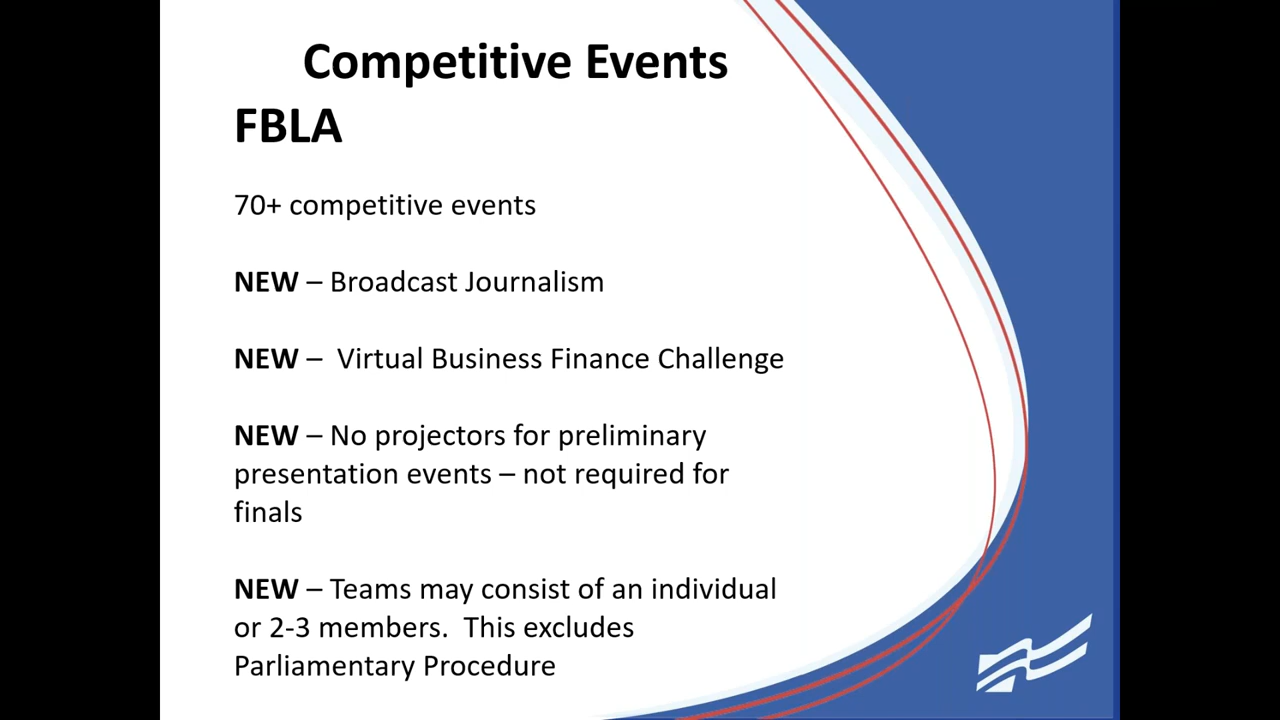 Competitive Events
FBLA
70+ competitive events
NEW – Broadcast Journalism
NEW –  Virtual Business Finance Challenge
NEW – No projectors for preliminary
presentation events – not required for
finals
NEW – Teams may consist of an individual
or 2-3 members.  This excludes
Parliamentary Procedure